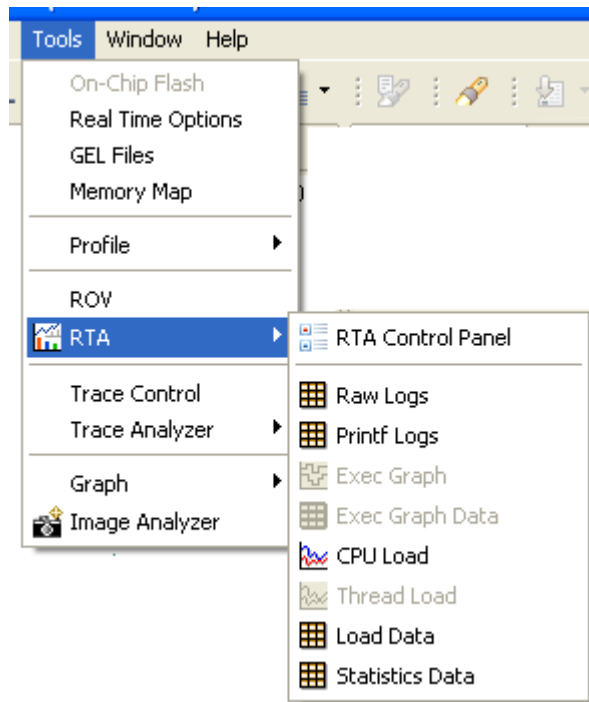 Tools Window Help
On-Chip Flash
Real Time Options
GEL Files
Memory Map
Profile
ROV
RTA
Trace Control
Trace Analyzer
Graph
Image Analyzer
RTA Control Panel
Raw Logs
Printf Logs
Exec Graph
Exec Graph Data
CPU Load
Thread Load
Load Data
Statistics Data